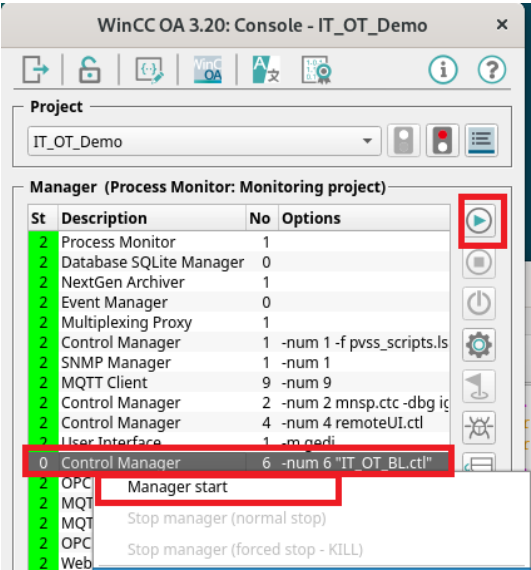 WinCC OA 3.20: Console - IT_OT_Demo
Project
IT_OT_Demo
Manager (Process Monitor: Monitoring project)
St Description No Options
2 Process Monitor 1
2 Database SQLite Manager 0
2 NextGen Archiver 1
2 Event Manager 0
2 Multiplexing Proxy 1
2 Control Manager 1 -num 1 -f pvss_scripts.ls
2 SNMP Manager 1 -num 1
2 MQTT Client 9 -num 9
2 Control Manager 2 -num 2 mnsp.ctc -dbg ig
2 Control Manager 4 -num 4 remoteUI.ctl
2 User Interface 1 -m gedi
0 Control Manager 6 -num 6 "IT_OT_BL.ctl"
2 OPC
Manager start
2 MQT
Stop manager (normal stop)
2 MQT
2 OPC
Stop manager (forced stop - KILL)
2 Web